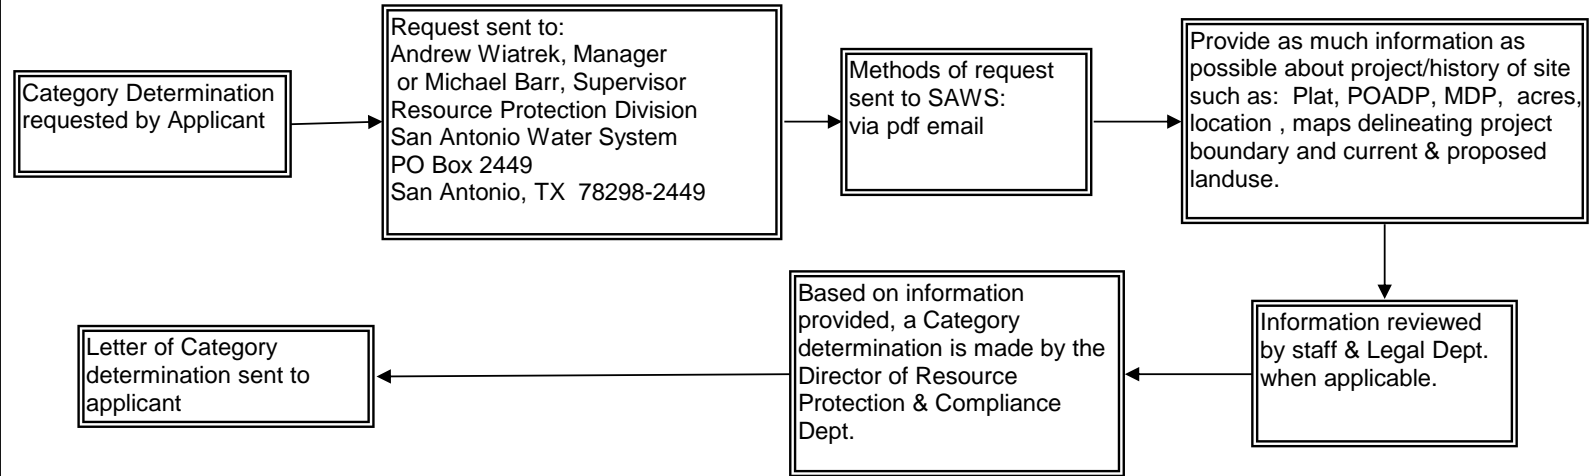 Category Determination
requested by Applicant
Request sent to:
Andrew Wiatrek, Manager
or Michael Barr, Supervisor
Resource Protection Division
San Antonio Water System
PO Box 2449
San Antonio, TX 78298-2449
Methods of request
sent to SAWS:
via pdf email
Provide as much information as
possible about project/history of site
such as: Plat, POADP, MDP, acres,
location , maps delineating project
boundary and current & proposed
landuse.
Information reviewed
by staff & Legal Dept.
when applicable.
Based on information
provided, a Category
determination is made by the
Director of Resource
Protection & Compliance
Dept.
Letter of Category
determination sent to
applicant